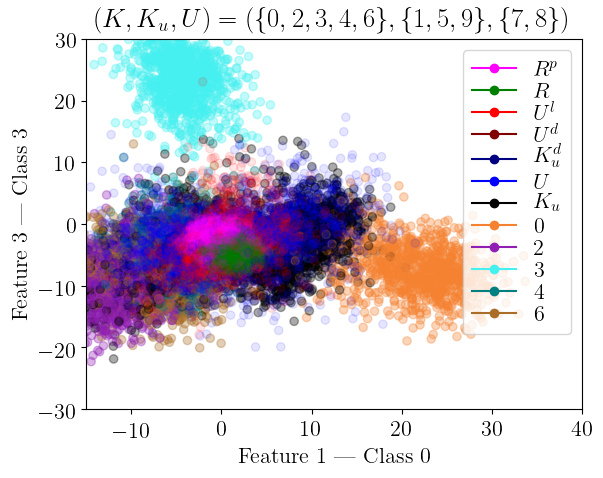 (K, K_u, U) = ({0, 2, 3, 4, 6}, {1, 5, 9}, {7, 8})
30
20
10
0
−10
−20
−30
Feature 3 — Class 3
R^p
R
U^l
U^d
K_u^d
U
K_u
0
2
3
4
6
−10
0
10
20
30
40
Feature 1 — Class 0